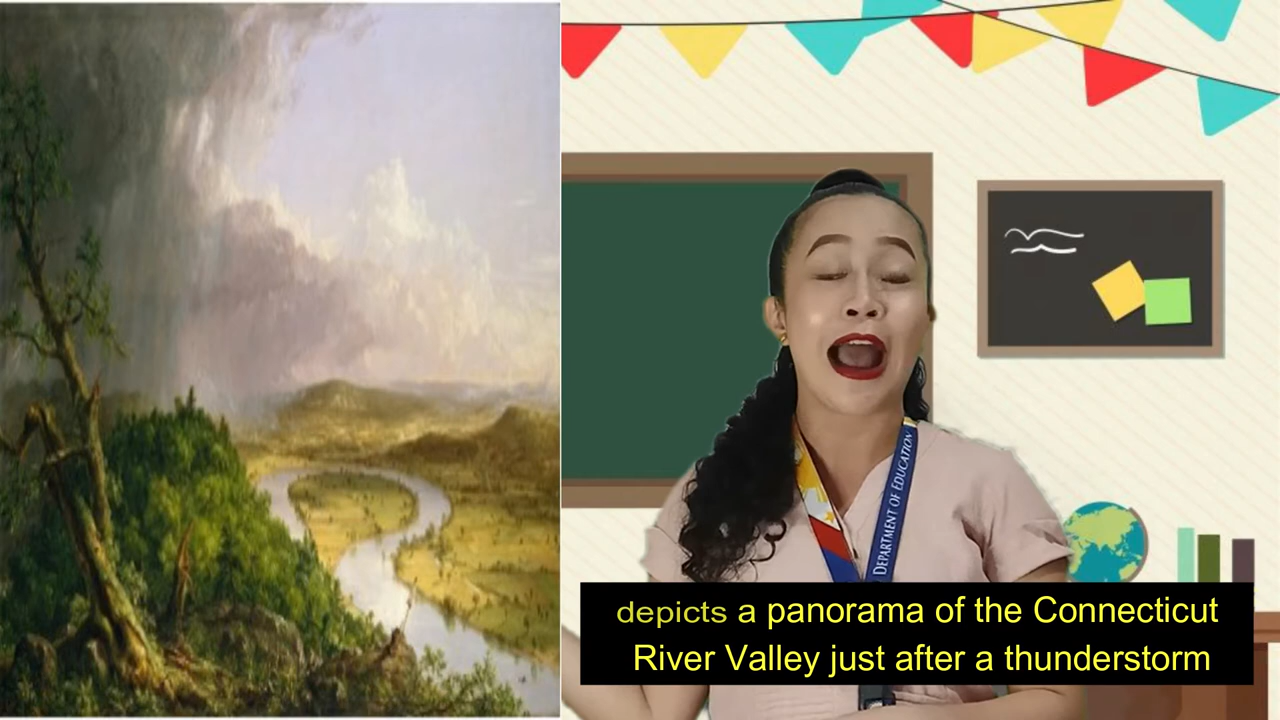 DEPARTMENT OF EDUCATION
depicts a panorama of the Connecticut
River Valley just after a thunderstorm